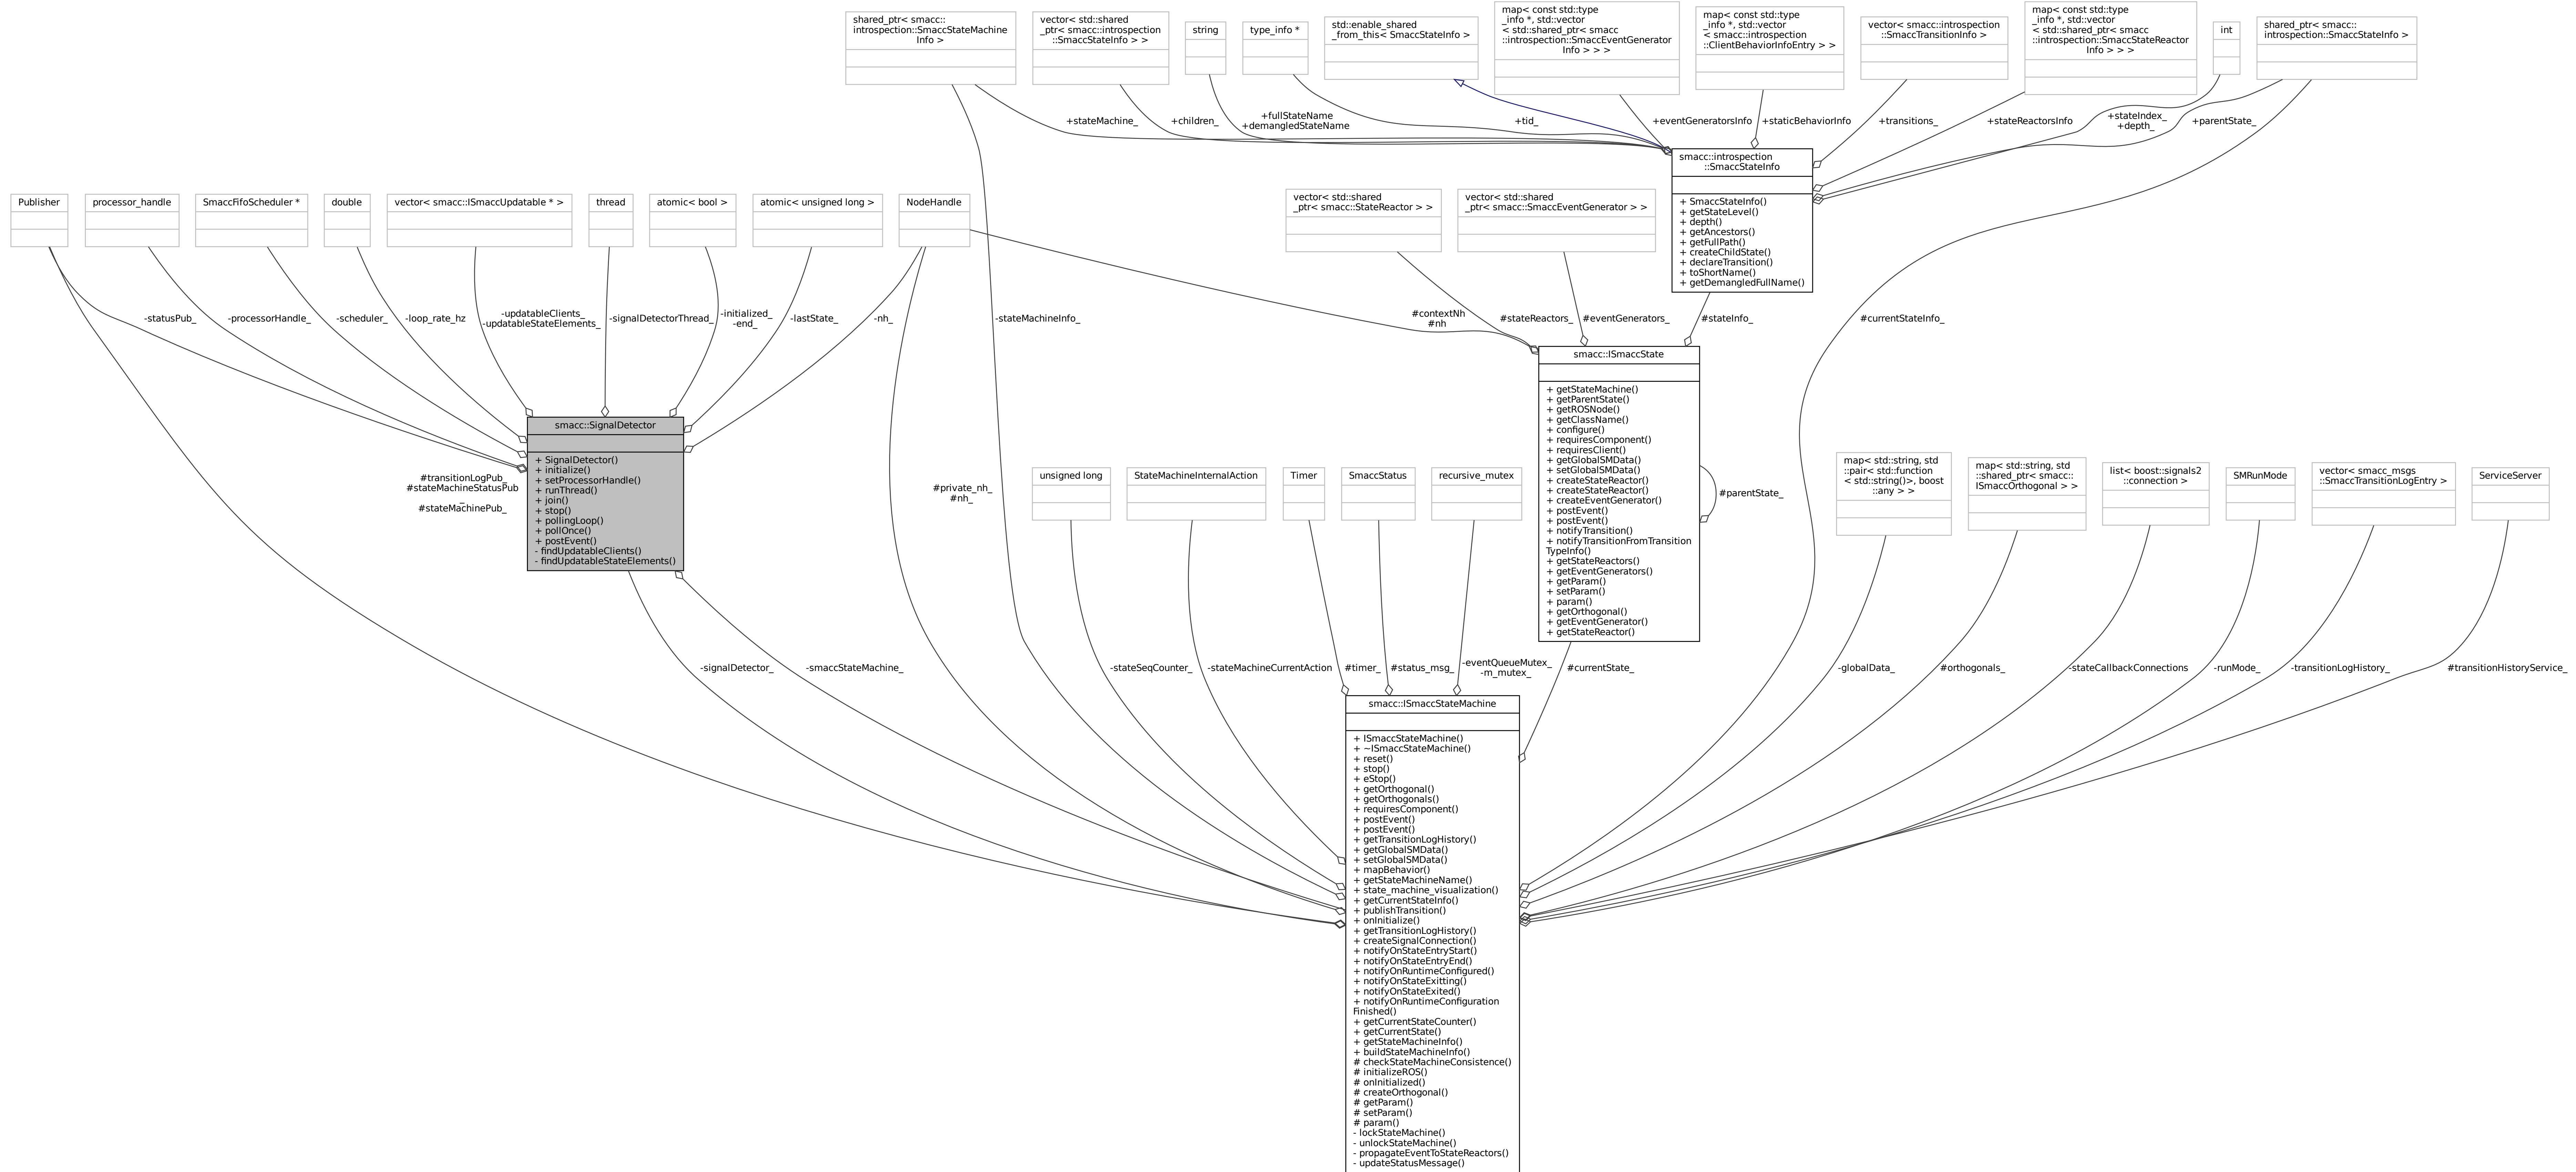 shared_ptr< smacc::
introspection::SmaccStateMachine
Info >
vector< std::shared
_ptr< smacc::introspection
::SmaccStateInfo > >
string
type_info *
std::enable_shared
_from_this< SmaccStateInfo >
map< const std::type
_info *, std::vector
< std::shared_ptr< smacc
::introspection::SmaccEventGenerator
Info > > >
map< const std::type
_info *, std::vector
< smacc::introspection
::ClientBehaviorInfoEntry > >
vector< smacc::introspection
::SmaccTransitionInfo >
map< const std::type
_info *, std::vector
< std::shared_ptr< smacc
::introspection::SmaccStateReactor
Info > > >
int
shared_ptr< smacc::
introspection::SmaccStateInfo >
+stateMachine_
+children_
+fullStateName
+demangledStateName
+tid_
+eventGeneratorsInfo
+staticBehaviorInfo
+transitions_
+stateReactorsInfo
+stateIndex_
+depth_
+parentState_
smacc::introspection
::SmaccStateInfo
+ SmaccStateInfo()
+ getStateLevel()
+ depth()
+ getAncestors()
+ getFullPath()
+ createChildState()
+ declareTransition()
+ toShortName()
+ getDemangledFullName()
Publisher
processor_handle
SmaccFifoScheduler *
double
vector< smacc::ISmaccUpdatable * >
thread
atomic< bool >
atomic< unsigned long >
NodeHandle
vector< std::shared
_ptr< smacc::StateReactor > >
vector< std::shared
_ptr< smacc::SmaccEventGenerator > >
-statusPub_
-processorHandle_
-scheduler_
-loop_rate_hz
-updatableClients_
-updatableStateElements_
-signalDetectorThread_
-initialized_
-end_
-lastState_
-nh_
-stateMachineInfo_
#contextNh
#nh
#stateReactors_
#eventGenerators_
#stateInfo_
#currentStateInfo_
smacc::ISmaccState
+ getStateMachine()
+ getParentState()
+ getROSNode()
+ getClassName()
+ configure()
+ requiresComponent()
+ requiresClient()
+ getGlobalSMData()
+ setGlobalSMData()
+ createStateReactor()
+ createStateReactor()
+ createEventGenerator()
+ postEvent()
+ postEvent()
+ notifyTransition()
+ notifyTransitionFromTransition
TypeInfo()
+ getStateReactors()
+ getEventGenerators()
+ getParam()
+ setParam()
+ param()
+ getOrthogonal()
+ getEventGenerator()
+ getStateReactor()
#parentState_
smacc::SignalDetector
+ SignalDetector()
+ initialize()
+ setProcessorHandle()
+ runThread()
+ join()
+ stop()
+ pollingLoop()
+ pollOnce()
+ postEvent()
- findUpdatableClients()
- findUpdatableStateElements()
#transitionLogPub_
#stateMachineStatusPub
_
#stateMachinePub_
#private_nh_
#nh_
unsigned long
StateMachineInternalAction
Timer
SmaccStatus
recursive_mutex
map< std::string, std
::pair< std::function
< std::string()>, boost
::any > >
map< std::string, std
::shared_ptr< smacc::
ISmaccOrthogonal > >
list< boost::signals2
::connection >
SMRunMode
vector< smacc_msgs
::SmaccTransitionLogEntry >
ServiceServer
-signalDetector_
-smaccStateMachine_
-stateSeqCounter_
-stateMachineCurrentAction
#timer_
#status_msg_
-eventQueueMutex_
-m_mutex_
#currentState_
-globalData_
#orthogonals_
-stateCallbackConnections
-runMode_
-transitionLogHistory_
#transitionHistoryService_
smacc::ISmaccStateMachine
+ ISmaccStateMachine()
+ ~ISmaccStateMachine()
+ reset()
+ stop()
+ eStop()
+ getOrthogonal()
+ getOrthogonals()
+ requiresComponent()
+ postEvent()
+ postEvent()
+ getTransitionLogHistory()
+ getGlobalSMData()
+ setGlobalSMData()
+ mapBehavior()
+ getStateMachineName()
+ state_machine_visualization()
+ getCurrentStateInfo()
+ publishTransition()
+ onInitialize()
+ getTransitionLogHistory()
+ createSignalConnection()
+ notifyOnStateEntryStart()
+ notifyOnStateEntryEnd()
+ notifyOnRuntimeConfigured()
+ notifyOnStateExitting()
+ notifyOnStateExited()
+ notifyOnRuntimeConfiguration
Finished()
+ getCurrentStateCounter()
+ getCurrentState()
+ getStateMachineInfo()
+ buildStateMachineInfo()
# checkStateMachineConsistence()
# initializeROS()
# onInitialized()
# createOrthogonal()
# getParam()
# setParam()
# param()
- lockStateMachine()
- unlockStateMachine()
- propagateEventToStateReactors()
- updateStatusMessage()